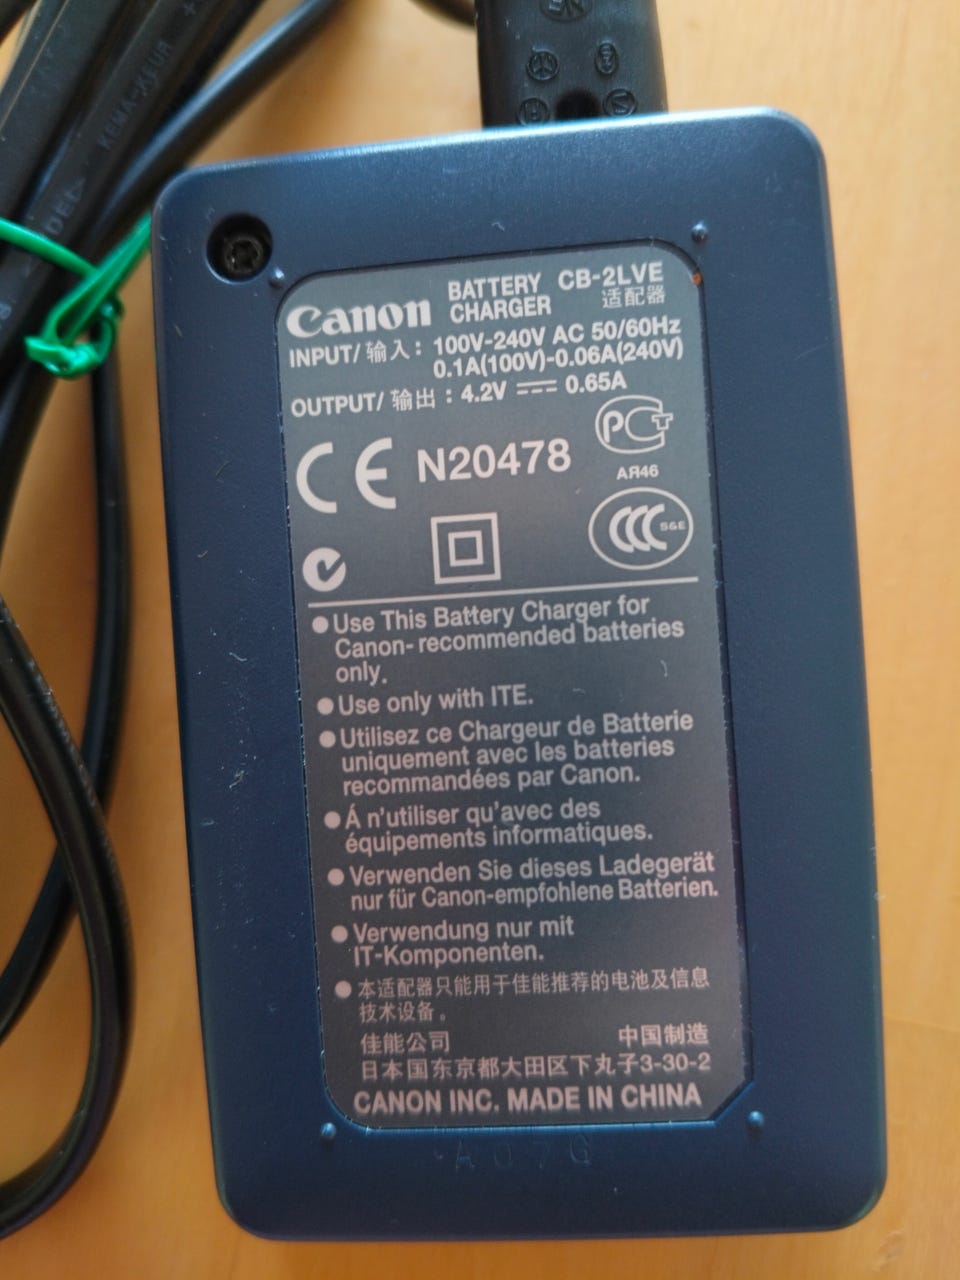 KEMA-KEUR
Canon BATTERY CHARGER CB-2LVE
适配器
INPUT/ 输入 : 100V-240V AC 50/60Hz
0.1A(100V)-0.06A(240V)
OUTPUT/ 输出 : 4.2V ⎓ 0.65A
CE N20478
PCT
АЯ46
CCC S&E
● Use This Battery Charger for
Canon- recommended batteries
only.
● Use only with ITE.
● Utilisez ce Chargeur de Batterie
uniquement avec les batteries
recommandées par Canon.
● Á n'utiliser qu'avec des
équipements informatiques.
● Verwenden Sie dieses Ladegerät
nur für Canon-empfohlene Batterien.
● Verwendung nur mit
IT-Komponenten.
● 本适配器只能用于佳能推荐的电池及信息
技术设备。
佳能公司 中国制造
日本国东京都大田区下丸子3-30-2
CANON INC. MADE IN CHINA
A07G